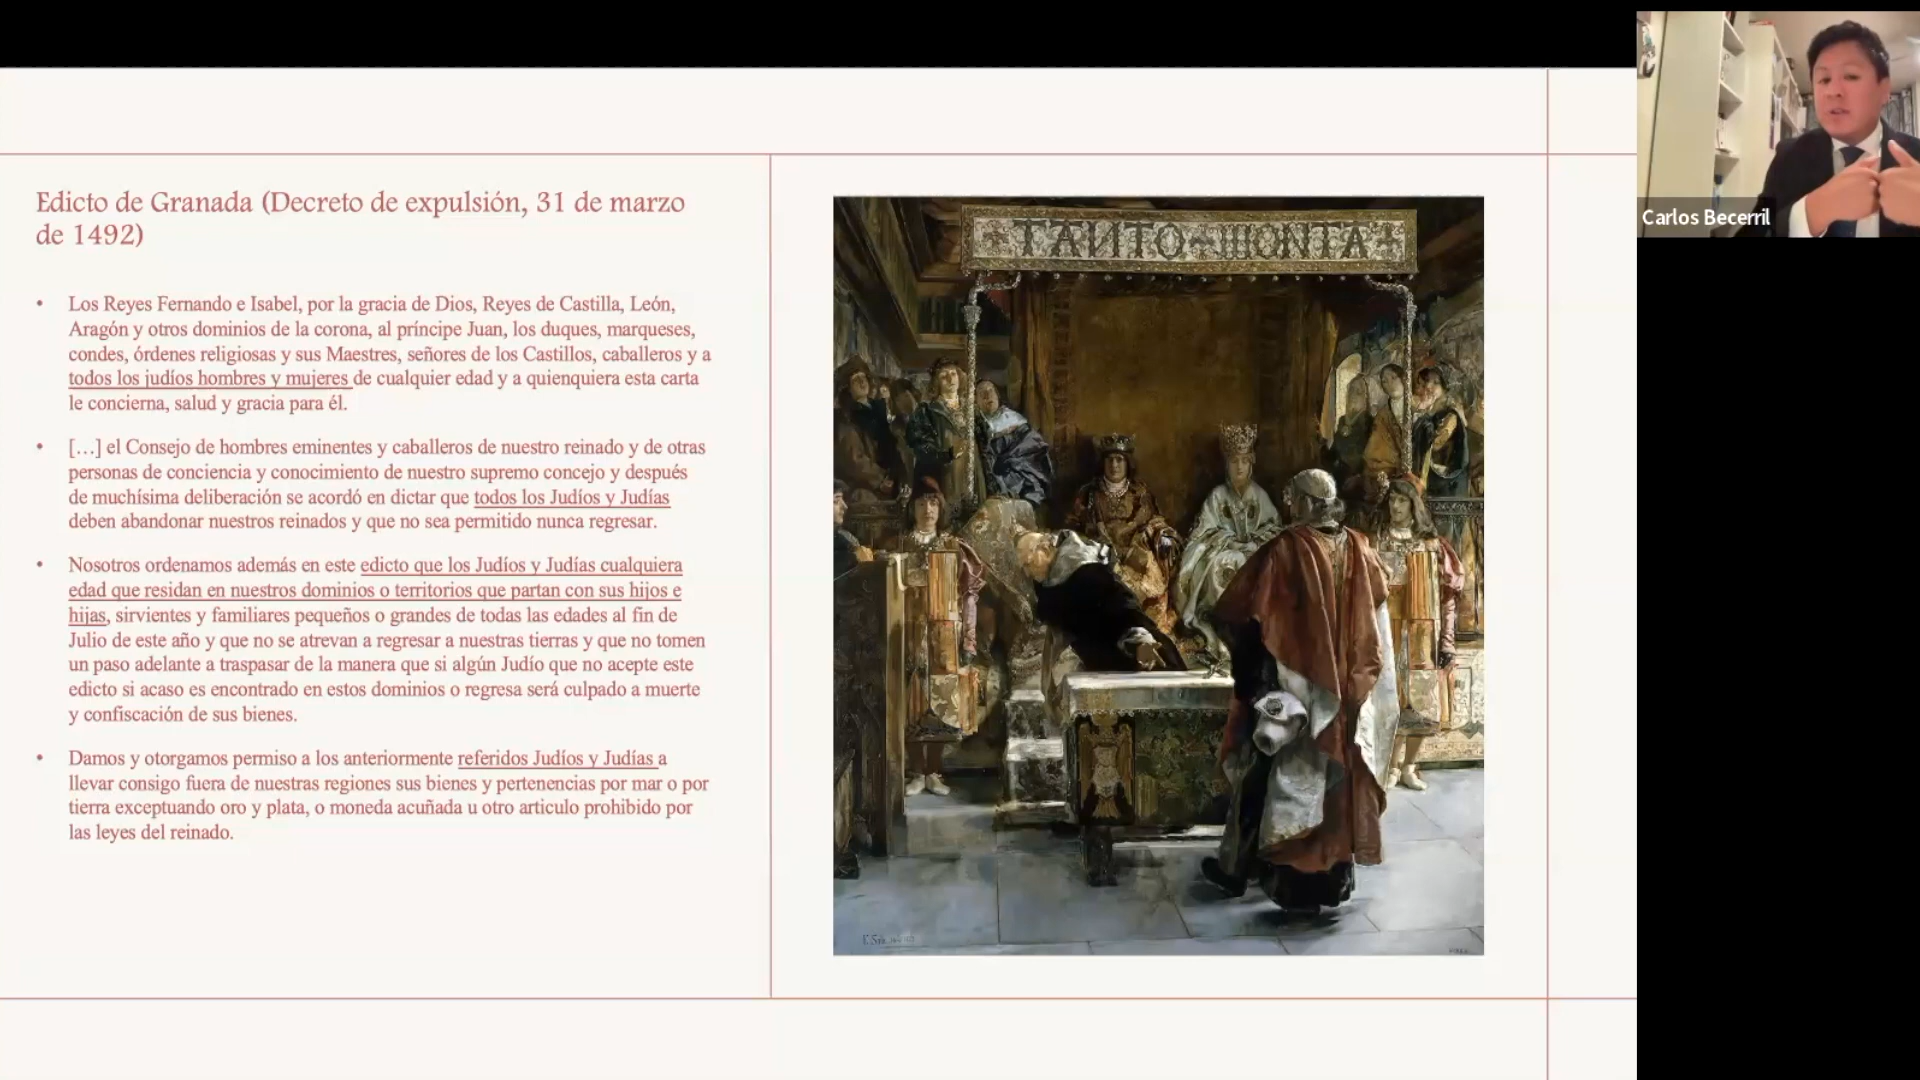 Edicto de Granada (Decreto de expulsión, 31 de marzo
de 1492)
• Los Reyes Fernando e Isabel, por la gracia de Dios, Reyes de Castilla, León,
Aragón y otros dominios de la corona, al príncipe Juan, los duques, marqueses,
condes, órdenes religiosas y sus Maestres, señores de los Castillos, caballeros y a
todos los judíos hombres y mujeres de cualquier edad y a quienquiera esta carta
le concierna, salud y gracia para él.
• […] el Consejo de hombres eminentes y caballeros de nuestro reinado y de otras
personas de conciencia y conocimiento de nuestro supremo concejo y después
de muchísima deliberación se acordó en dictar que todos los Judíos y Judías
deben abandonar nuestros reinados y que no sea permitido nunca regresar.
• Nosotros ordenamos además en este edicto que los Judíos y Judías cualquiera
edad que residan en nuestros dominios o territorios que partan con sus hijos e
hijas, sirvientes y familiares pequeños o grandes de todas las edades al fin de
Julio de este año y que no se atrevan a regresar a nuestras tierras y que no tomen
un paso adelante a traspasar de la manera que si algún Judío que no acepte este
edicto si acaso es encontrado en estos dominios o regresa será culpado a muerte
y confiscación de sus bienes.
• Damos y otorgamos permiso a los anteriormente referidos Judíos y Judías a
llevar consigo fuera de nuestras regiones sus bienes y pertenencias por mar o por
tierra exceptuando oro y plata, o moneda acuñada u otro articulo prohibido por
las leyes del reinado.
TANTO MONTA
Carlos Becerril